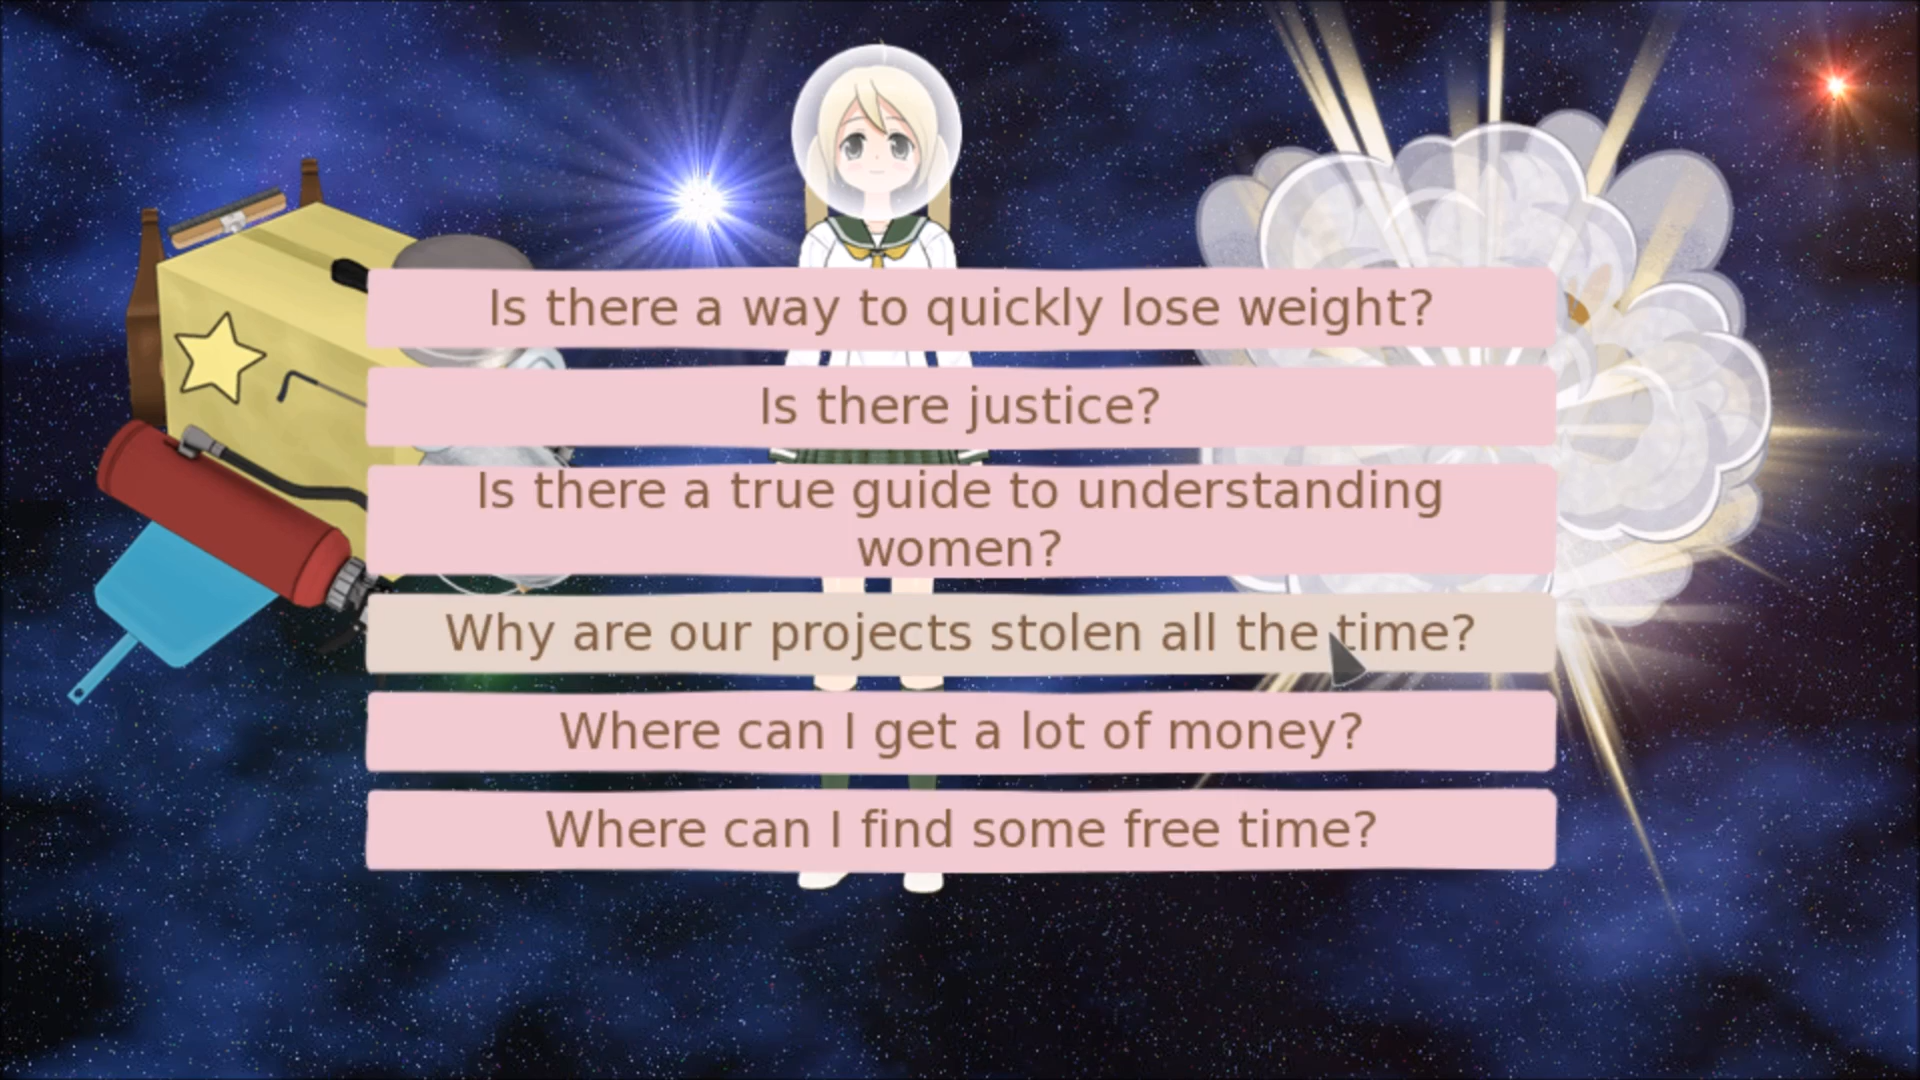 Is there a way to quickly lose weight?
Is there justice?
Is there a true guide to understanding
women?
Why are our projects stolen all the time?
Where can I get a lot of money?
Where can I find some free time?